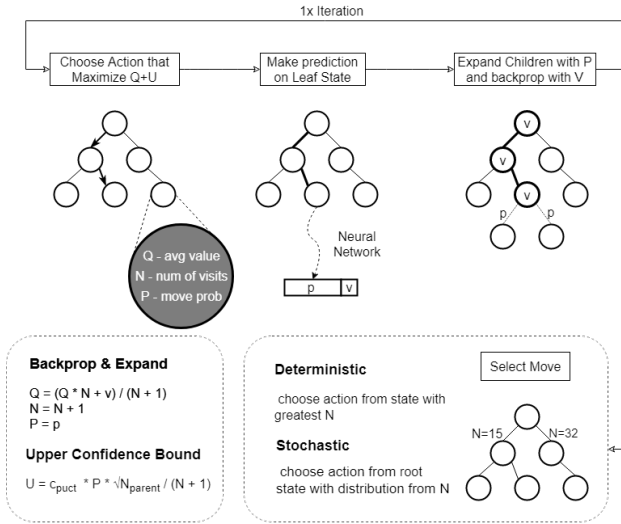 1x Iteration
Choose Action that
Maximize Q+U
Make prediction
on Leaf State
Expand Children with P
and backprop with V
v
v
v
p
p
Q - avg value
N - num of visits
P - move prob
Neural
Network
p
v
Backprop & Expand
Q = (Q * N + v) / (N + 1)
N = N + 1
P = p
Upper Confidence Bound
U = cpuct * P * √Nparent / (N + 1)
Deterministic
choose action from state with
greatest N
Stochastic
choose action from root
state with distribution from N
Select Move
N=15
N=32